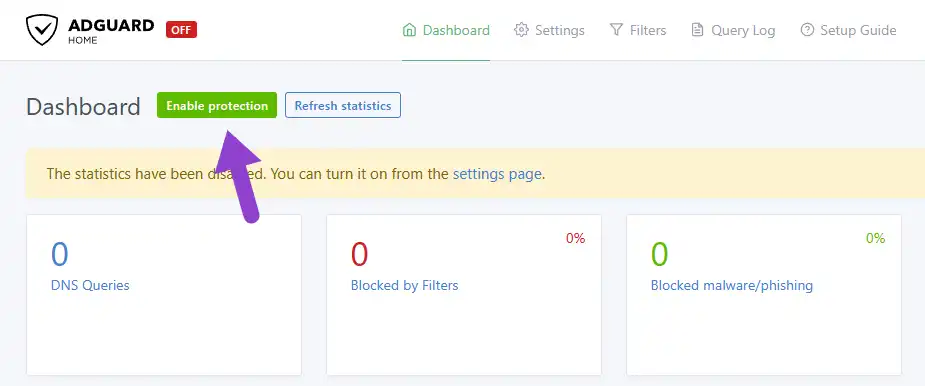 ADGUARD
HOME
OFF
Dashboard
Settings
Filters
Query Log
Setup Guide
Dashboard
Enable protection
Refresh statistics
The statistics have been disabled. You can turn it on from the settings page.
0
DNS Queries
0%
0
Blocked by Filters
0%
0
Blocked malware/phishing